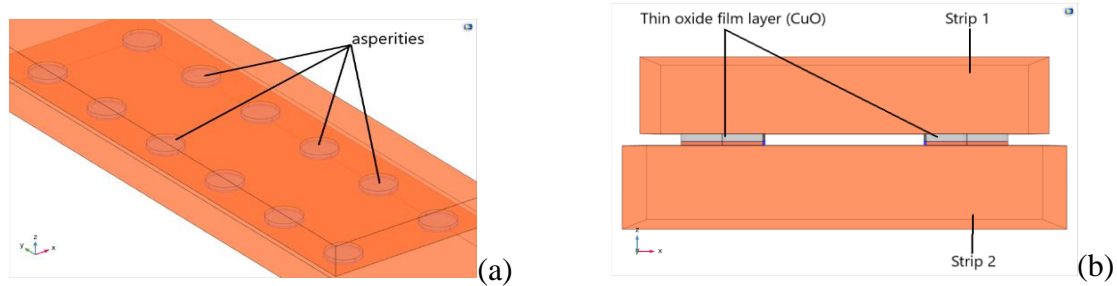 asperities
z
y
x
(a)
Thin oxide film layer (CuO)
Strip 1
z
x
Strip 2
(b)